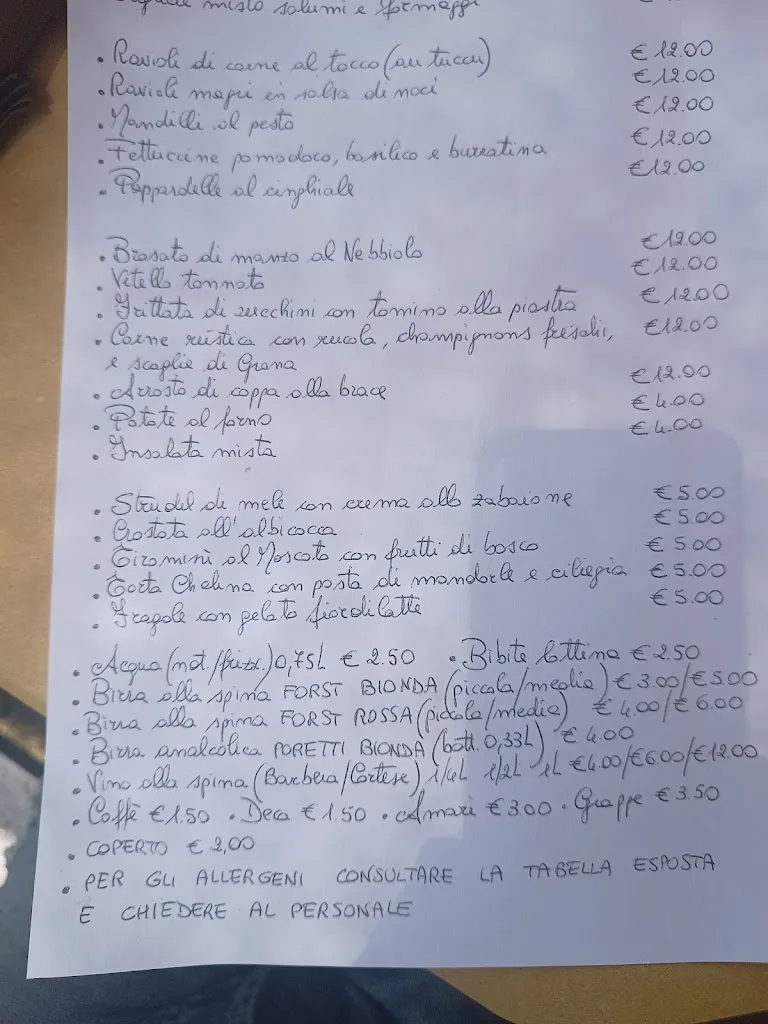 misto salumi e formaggi
• Ravioli di carne al tocco (au tuccu) € 12.00
• Ravioli magri in salsa di noci € 12.00
• Mandilli al pesto € 12.00
• Fettuccine pomodoro, basilico e burratina € 12.00
• Pappardelle al cinghiale €12.00
• Brasato di manzo al Nebbiolo €12.00
• Vitello tonnato € 12.00
• Frittata di zucchini con tomino alla piastra € 12.00
• Carne rustica con rucola, champignons freschi, €12.00
e scaglie di Grana
• Arrosto di coppa alla brace €12.00
• Patate al forno € 4.00
• Insalata mista € 4.00
• Strudel di mele con crema allo zabaione € 5.00
• Crostata all'albicocca € 5.00
• Tiromisù al Moscato con frutti di bosco € 5.00
• Torta Chelina con pasta di mandorle e ciliegia € 5.00
• Fragole con gelato fiordilatte € 5.00
• Acqua (nat./frizz.) 0,75L € 2.50 • Bibite lattina € 2.50
• Birra alla spina FORST BIONDA (piccola/media) € 3.00/€5.00
• Birra alla spina FORST ROSSA (piccola/media) € 4.00/€ 6.00
• Birra analcolica PORETTI BIONDA (bott. 0,33L) € 4.00
• Vino alla spina (Barbera/Cortese) 1/4L 1/2L 1L €4.00/€6.00/€12.00
• Caffè €1.50 • Deca €1.50 • Amari €3.00 • Grappe €3.50
• COPERTO € 2,00
• PER GLI ALLERGENI CONSULTARE LA TABELLA ESPOSTA
E CHIEDERE AL PERSONALE